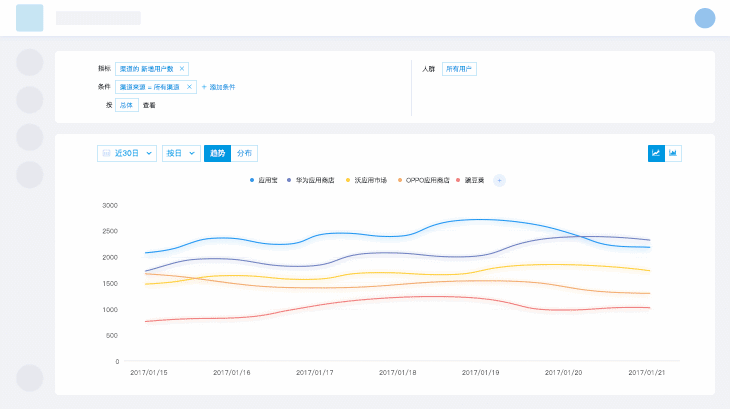 指标 渠道的 新增用户数 × 人群 所有用户
条件 渠道来源 = 所有渠道 × + 添加条件
按 总体 查看
近30日 按日 趋势 分布
应用宝 华为应用商店 沃应用市场 OPPO应用商店 豌豆荚 +
3000
2500
2000
1500
1000
500
0
2017/01/15 2017/01/16 2017/01/17 2017/01/18 2017/01/19 2017/01/20 2017/01/21